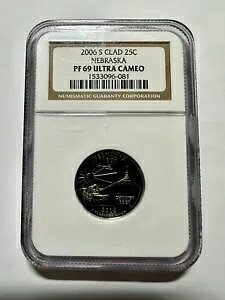 2006 S CLAD 25C
NEBRASKA
PF 69 ULTRA CAMEO
1533096-081
NUMISMATIC GUARANTY CORPORATION